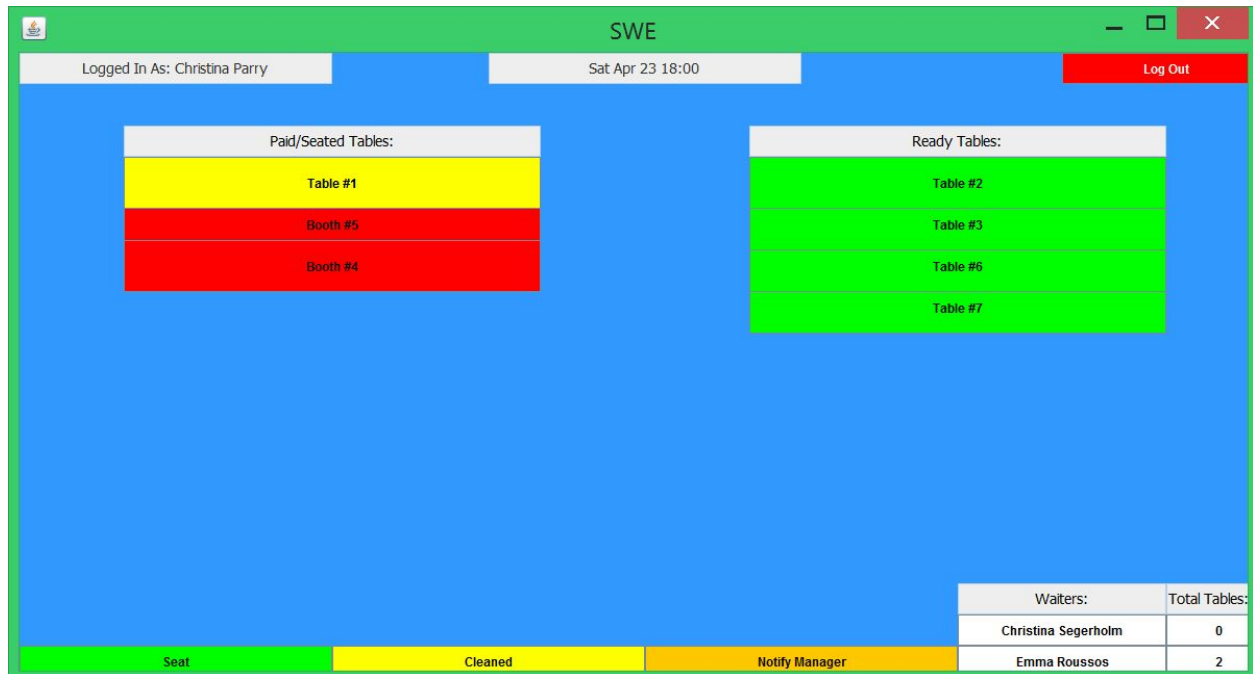 SWE
Logged In As: Christina Parry
Sat Apr 23 18:00
Log Out
Paid/Seated Tables:
Table #1
Booth #5
Booth #4
Ready Tables:
Table #2
Table #3
Table #6
Table #7
Waiters: Total Tables:
Christina Segerholm 0
Emma Roussos 2
Seat
Cleaned
Notify Manager